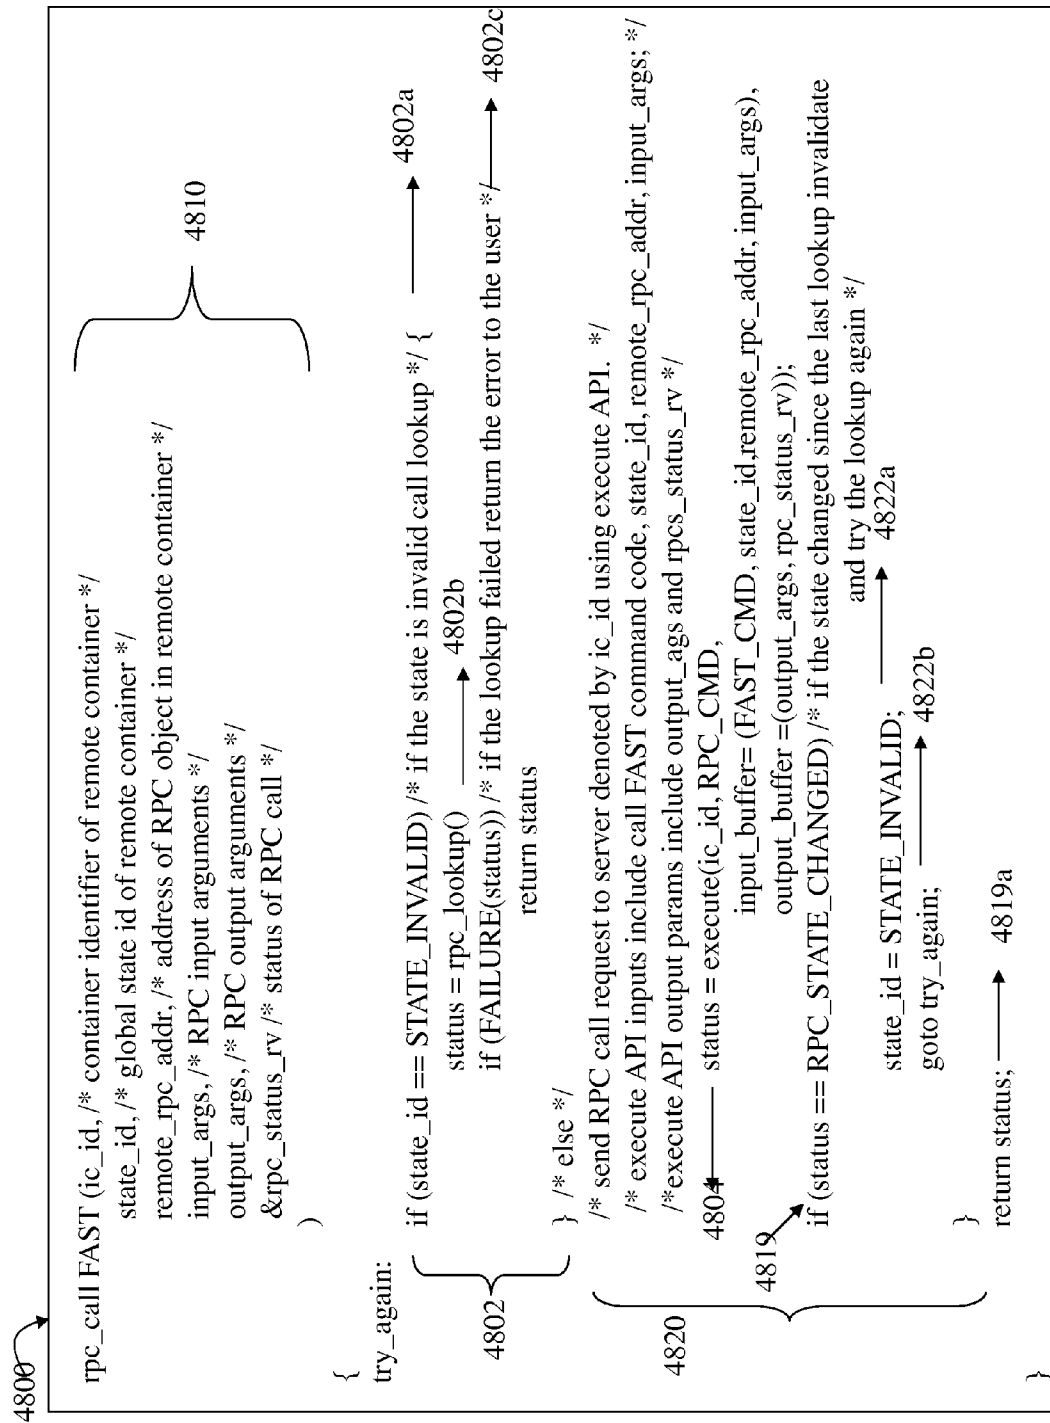 4800
rpc_call FAST (ic_id, /* container identifier of remote container */
state_id, /* global state id of remote container */
remote_rpc_addr, /* address of RPC object in remote container */
input_args, /* RPC input arguments */
output_args, /* RPC output arguments */
&rpc_status_rv /* status of RPC call */
)
4810
{
try_again:
if (state_id == STATE_INVALID) /* if the state is invalid call lookup */ {
4802a
status = rpc_lookup()
4802b
if (FAILURE(status)) /* if the lookup failed return the error to the user */
4802c
return status
} /* else */
4802
/* send RPC call request to server denoted by ic_id using execute API. */
/* execute API inputs include call FAST command code, state_id, remote_rpc_addr, input_args; */
/*execute API output params include output_ags and rpcs_status_rv */
4804
status = execute(ic_id, RPC_CMD,
input_buffer= (FAST_CMD, state_id,remote_rpc_addr, input_args),
output_buffer =(output_args, rpc_status_rv));
4819
if (status == RPC_STATE_CHANGED) /* if the state changed since the last lookup invalidate
and try the lookup again */
state_id = STATE_INVALID;
4822a
goto try_again;
4822b
}
4820
return status;
4819a
}